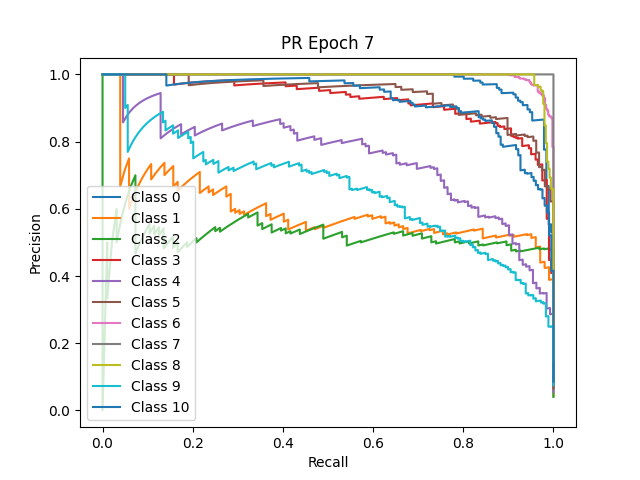 PR Epoch 7
1.0
0.8
0.6
0.4
0.2
0.0
Precision
Class 0
Class 1
Class 2
Class 3
Class 4
Class 5
Class 6
Class 7
Class 8
Class 9
Class 10
0.0 0.2 0.4 0.6 0.8 1.0
Recall